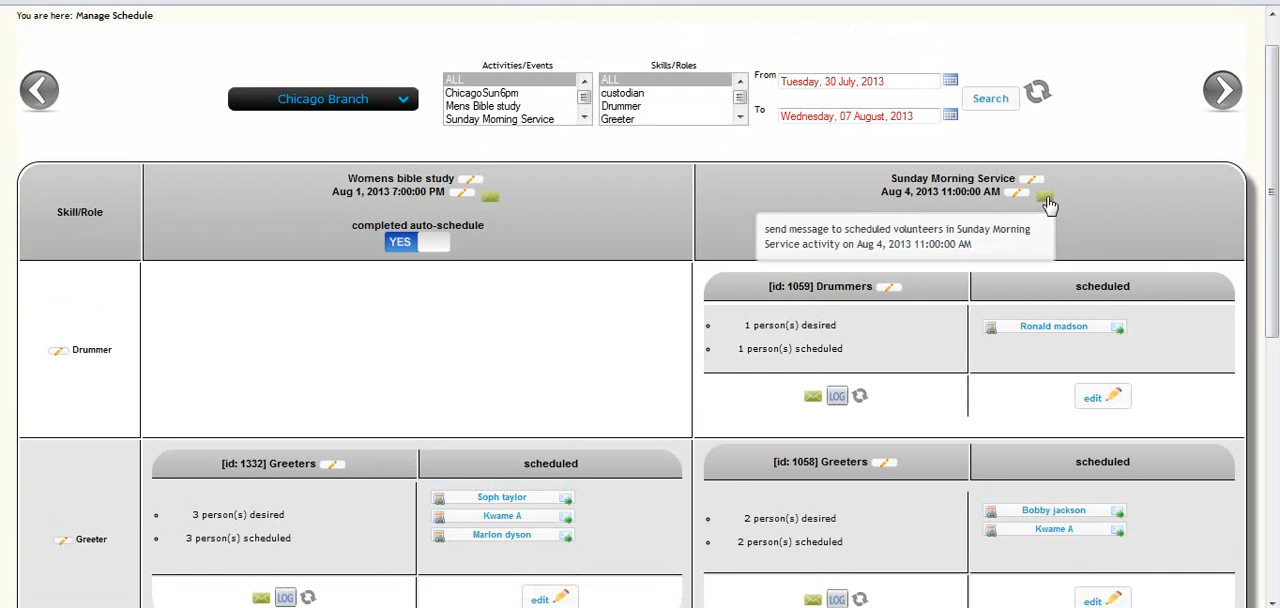 You are here: Manage Schedule
Activities/Events
Skills/Roles
Chicago Branch
ALL
ChicagoSun6pm
Mens Bible study
Sunday Morning Service
ALL
custodian
Drummer
Greeter
From
Tuesday, 30 July, 2013
To
Wednesday, 07 August, 2013
Search
Skill/Role
Womens bible study
Aug 1, 2013 7:00:00 PM
completed auto-schedule
YES
Sunday Morning Service
Aug 4, 2013 11:00:00 AM
send message to scheduled volunteers in Sunday Morning
Service activity on Aug 4, 2013 11:00:00 AM
Drummer
[id: 1059] Drummers
scheduled
1 person(s) desired
1 person(s) scheduled
Ronald madson
LOG
edit
Greeter
[id: 1332] Greeters
scheduled
3 person(s) desired
3 person(s) scheduled
Soph taylor
Kwame A
Marlon dyson
LOG
edit
[id: 1058] Greeters
scheduled
2 person(s) desired
2 person(s) scheduled
Bobby jackson
Kwame A
LOG
edit